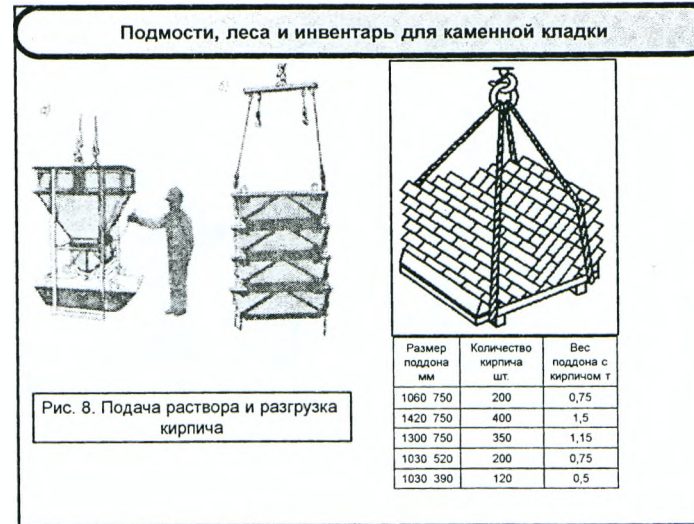 Подмости, леса и инвентарь для каменной кладки
а)
Рис. 8. Подача раствора и разгрузка
кирпича
Размер
поддона
мм
Количество
кирпича
шт.
Вес
поддона с
кирпичом т
1060 750 200 0,75
1420 750 400 1,5
1300 750 350 1,15
1030 520 200 0,75
1030 390 120 0,5